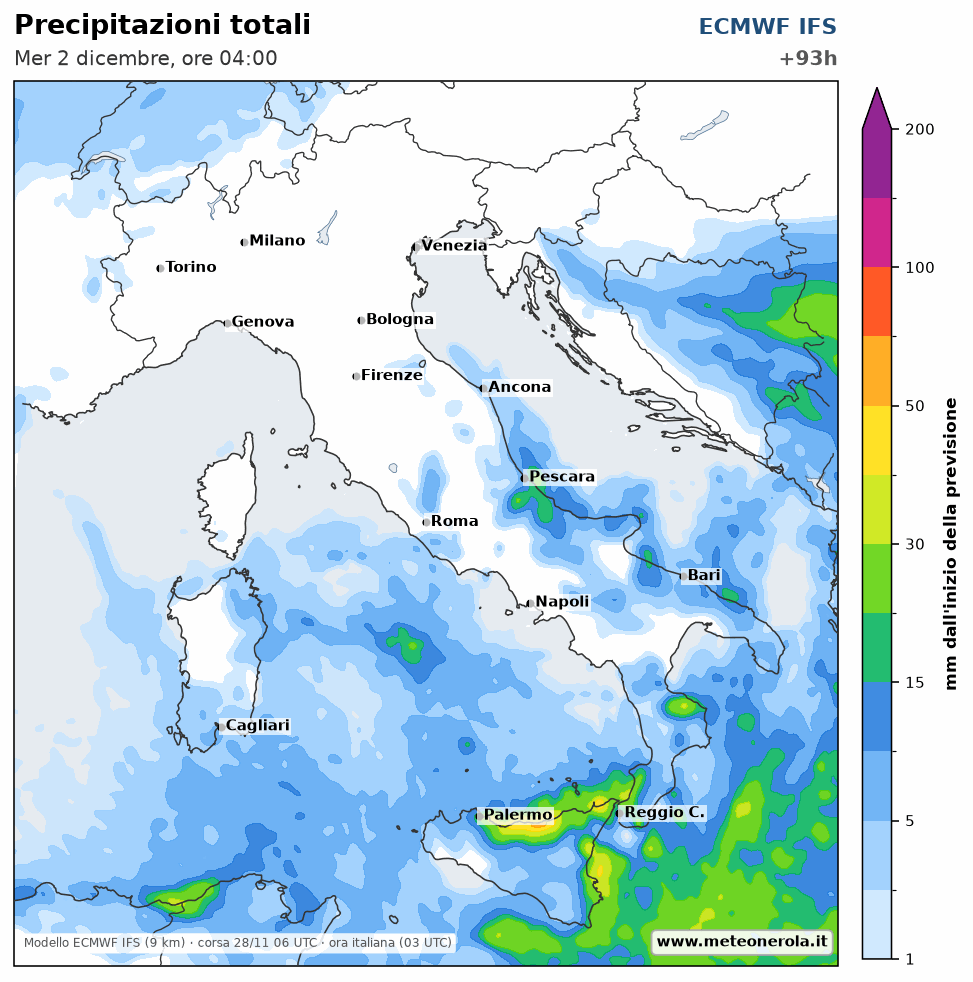 Precipitazioni totali
ECMWF IFS
Mer 2 dicembre, ore 04:00
+93h
200
100
50
30
15
5
1
mm dall'inizio della previsione
Milano
Venezia
Torino
Genova
Bologna
Firenze
Ancona
Pescara
Roma
Bari
Napoli
Cagliari
Palermo
Reggio C.
Modello ECMWF IFS (9 km) · corsa 28/11 06 UTC · ora italiana (03 UTC)
www.meteonerola.it